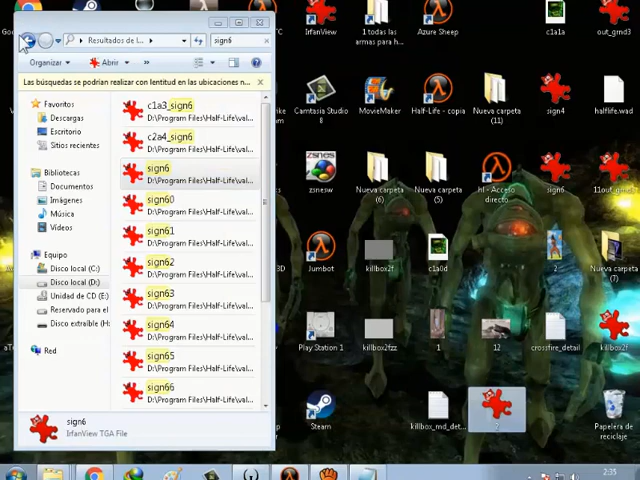 Resultados de l...
sign6
Organizar
Abrir
»
Las búsquedas se podrían realizar con lentitud en las ubicaciones n...
Favoritos
Descargas
Escritorio
Sitios recientes
Bibliotecas
Documentos
Imágenes
Música
Vídeos
Equipo
Disco local (C:)
Disco local (D:)
Unidad de CD (E:)
Reservado para el
Disco extraíble (H:
Red
c1a3_sign6
D:\Program Files\Half-Life\val...
c2a4_sign6
D:\Program Files\Half-Life\val...
sign6
D:\Program Files\Half-Life\val...
sign60
D:\Program Files\Half-Life\val...
sign61
D:\Program Files\Half-Life\val...
sign62
D:\Program Files\Half-Life\val...
sign63
D:\Program Files\Half-Life\val...
sign64
D:\Program Files\Half-Life\val...
sign65
D:\Program Files\Half-Life\val...
sign66
D:\Program Files\Half-Life\val...
sign6
IrfanView TGA File
IrfanView
1 todas las armas para h...
Azure Sheep
c1a1a
out_grnd3
Camtasia Studio 8
MovieMaker
Half-Life - copia
Nueva carpeta (11)
sign4
halflife.wad
zsnesw
Nueva carpeta (6)
Nueva carpeta (5)
hl - Acceso directo
sign6
11out_grnd3
Jumbot
killbox2f
c1a0d
2
Nueva carpeta (7)
Play Station 1
killbox2fzz
1
12
crossfire_detail
killbox2f
Steam
killbox_md_det...
2
Papelera de reciclaje
2:35